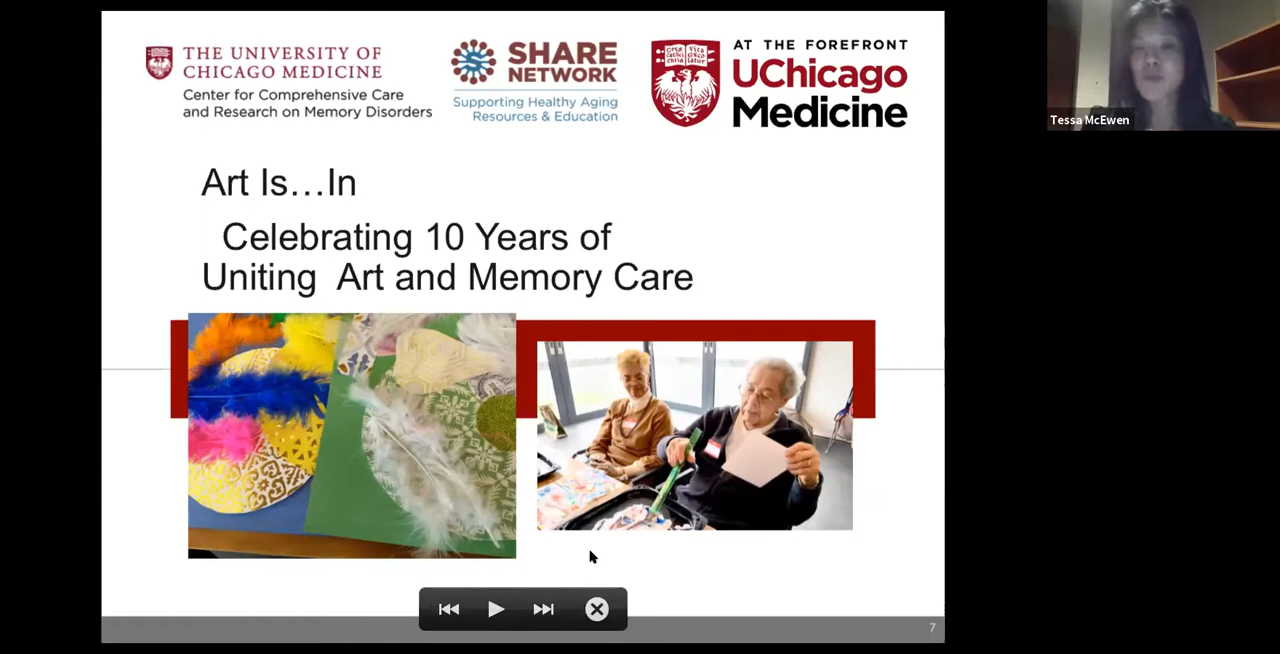 THE UNIVERSITY OF
CHICAGO MEDICINE
Center for Comprehensive Care
and Research on Memory Disorders
SHARE
NETWORK
Supporting Healthy Aging
Resources & Education
AT THE FOREFRONT
UChicago
Medicine
Tessa McEwen
Art Is…In
Celebrating 10 Years of
Uniting  Art and Memory Care
7